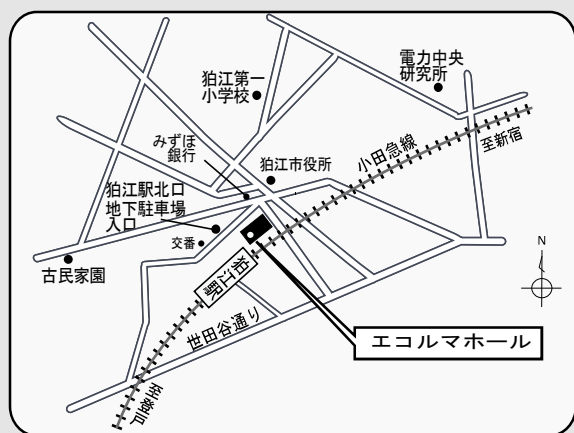 電力中央
研究所
狛江第一
小学校
みずほ
銀行
狛江市役所
小田急線
至新宿
狛江駅北口
地下駐車場
入口
交番
古民家園
狛江駅
世田谷通り
エコルマホール
至登戸
N